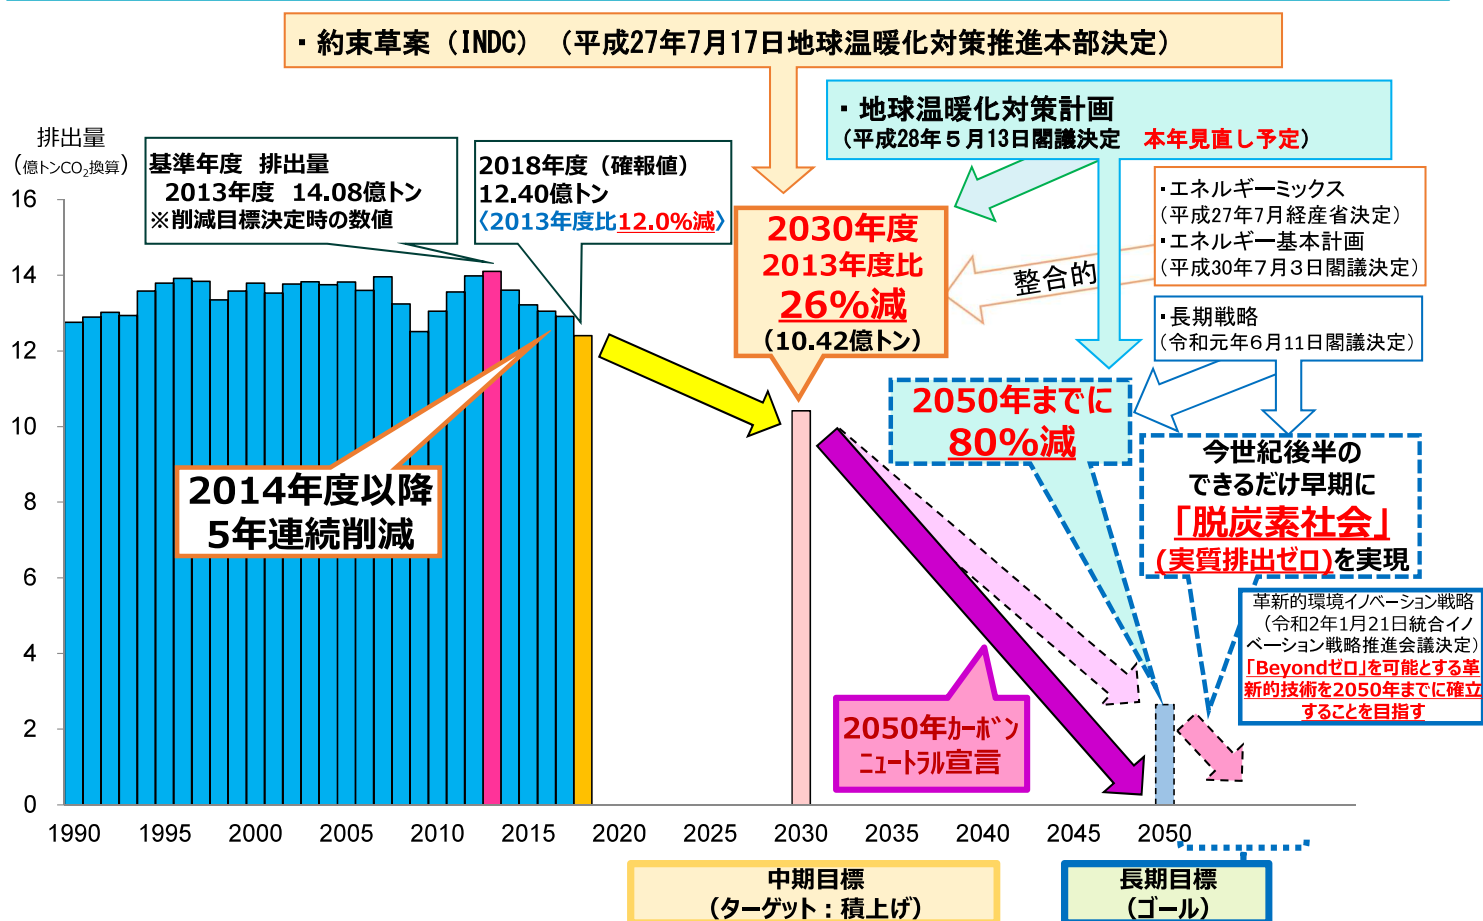 ・約束草案（INDC）（平成27年7月17日地球温暖化対策推進本部決定）
・地球温暖化対策計画
（平成28年５月13日閣議決定　本年見直し予定）
排出量
（億トンCO₂換算）
基準年度 排出量
2013年度 14.08億トン
※削減目標決定時の数値
2018年度（確報値）
12.40億トン
〈2013年度比12.0%減〉
2030年度
2013年度比
26%減
（10.42億トン）
・エネルギーミックス
（平成27年7月経産省決定）
・エネルギー基本計画
（平成30年７月３日閣議決定）
整合的
・長期戦略
（令和元年６月11日閣議決定）
2050年までに
80%減
今世紀後半の
できるだけ早期に
「脱炭素社会」
(実質排出ゼロ)を実現
革新的環境イノベーション戦略
（令和2年1月21日統合イノ
ベーション戦略推進会議決定）
「Beyondゼロ」を可能とする革
新的技術を2050年までに確立
することを目指す
2014年度以降
5年連続削減
2050年ｶｰﾎﾞﾝ
ﾆｭｰﾄﾗﾙ宣言
16
14
12
10
8
6
4
2
0
1990 1995 2000 2005 2010 2015 2020 2025 2030 2035 2040 2045 2050
中期目標
（ターゲット：積上げ）
長期目標
（ゴール）